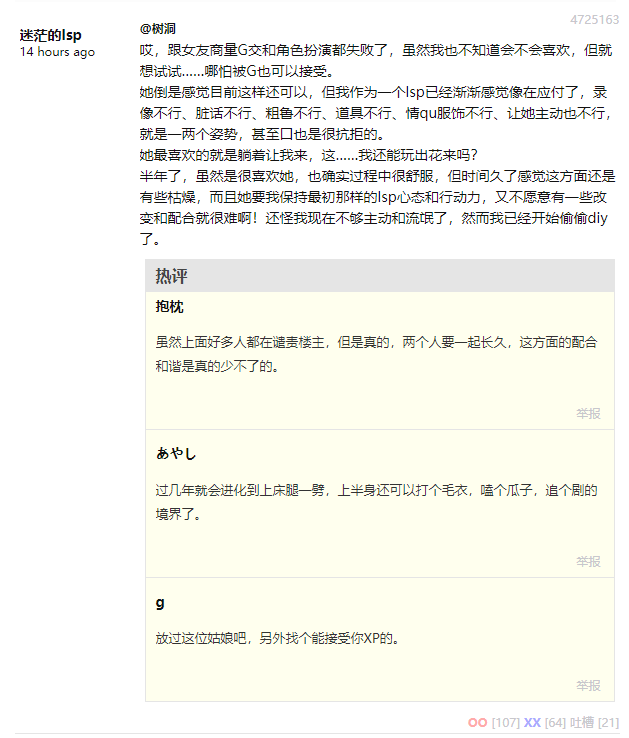 4725163
迷茫的lsp
14 hours ago
@树洞
哎，跟女友商量G交和角色扮演都失败了，虽然我也不知道会不会喜欢，但就
想试试……哪怕被G也可以接受。
她倒是感觉目前这样还可以，但我作为一个lsp已经渐渐感觉像在应付了，录
像不行、脏话不行、粗鲁不行、道具不行、情qu服饰不行、让她主动也不行，
就是一两个姿势，甚至口也是很抗拒的。
她最喜欢的就是躺着让我来，这……我还能玩出花来吗？
半年了，虽然是很喜欢她，也确实过程中很舒服，但时间久了感觉这方面还是
有些枯燥，而且她要我保持最初那样的lsp心态和行动力，又不愿意有一些改
变和配合就很难啊！还怪我现在不够主动和流氓了，然而我已经开始偷偷diy
了。
热评
抱枕
虽然上面好多人都在谴责楼主，但是真的，两个人要一起长久，这方面的配合
和谐是真的少不了的。
举报
あやし
过几年就会进化到上床腿一劈，上半身还可以打个毛衣，嗑个瓜子，追个剧的
境界了。
举报
g
放过这位姑娘吧，另外找个能接受你XP的。
举报
OO [107] XX [64] 吐槽 [21]